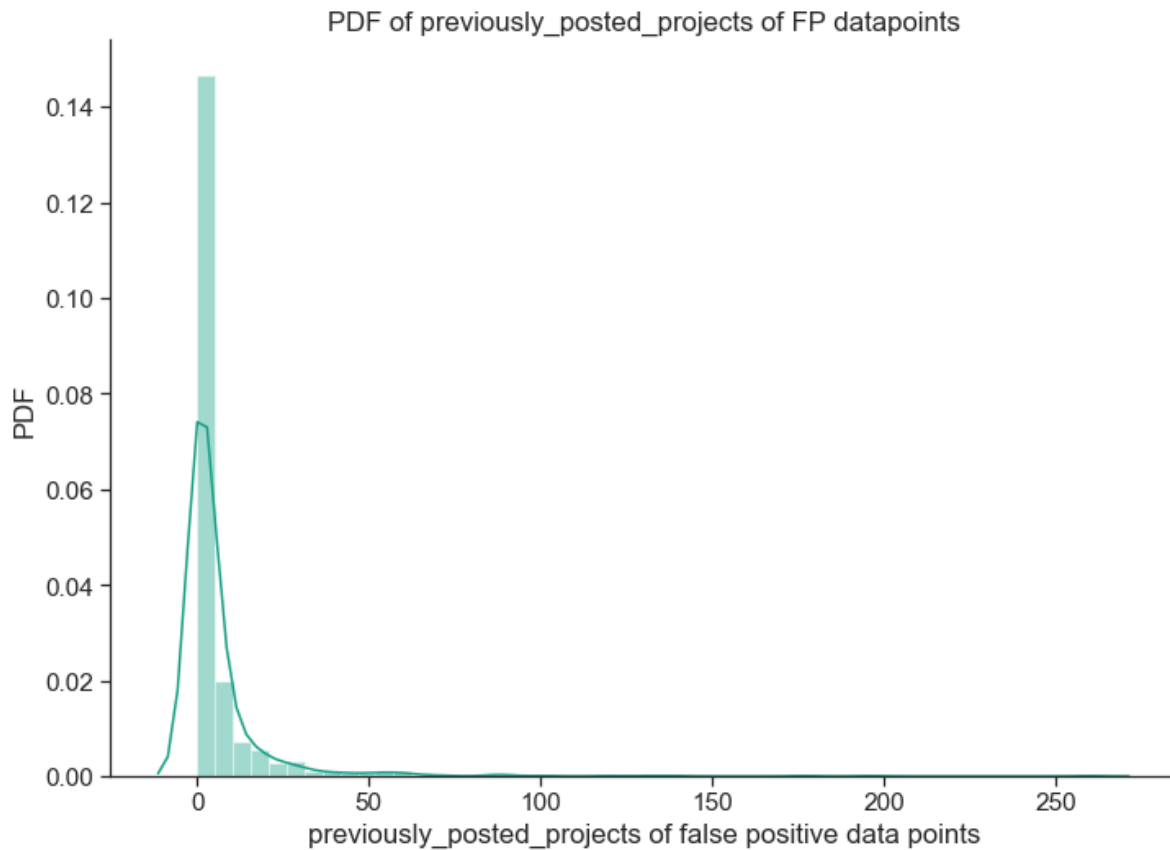 PDF of previously_posted_projects of FP datapoints
0.14
0.12
0.10
0.08
PDF
0.06
0.04
0.02
0.00
0 50 100 150 200 250
previously_posted_projects of false positive data points